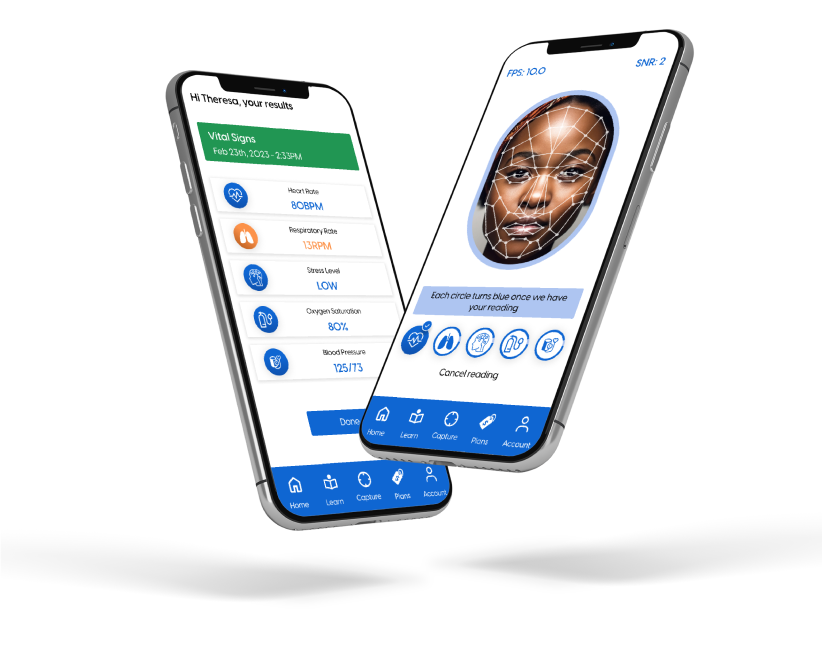 Hi Theresa, your results
Vital Signs
Feb 23th, 2023 - 2:33PM
Heart Rate
80BPM
Respiratory Rate
13RPM
Stress Level
LOW
Oxygen Saturation
80%
Blood Pressure
125/73
Done
Home Learn Capture Plans Account
FPS: 10.0 SNR: 2
Each circle turns blue once we have
your reading
Cancel reading
Home Learn Capture Plans Account